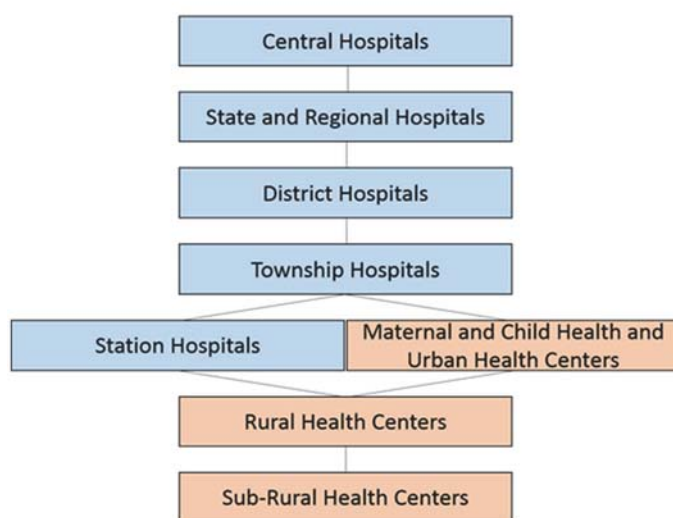 Central Hospitals
State and Regional Hospitals
District Hospitals
Township Hospitals
Station Hospitals
Maternal and Child Health and
Urban Health Centers
Rural Health Centers
Sub-Rural Health Centers